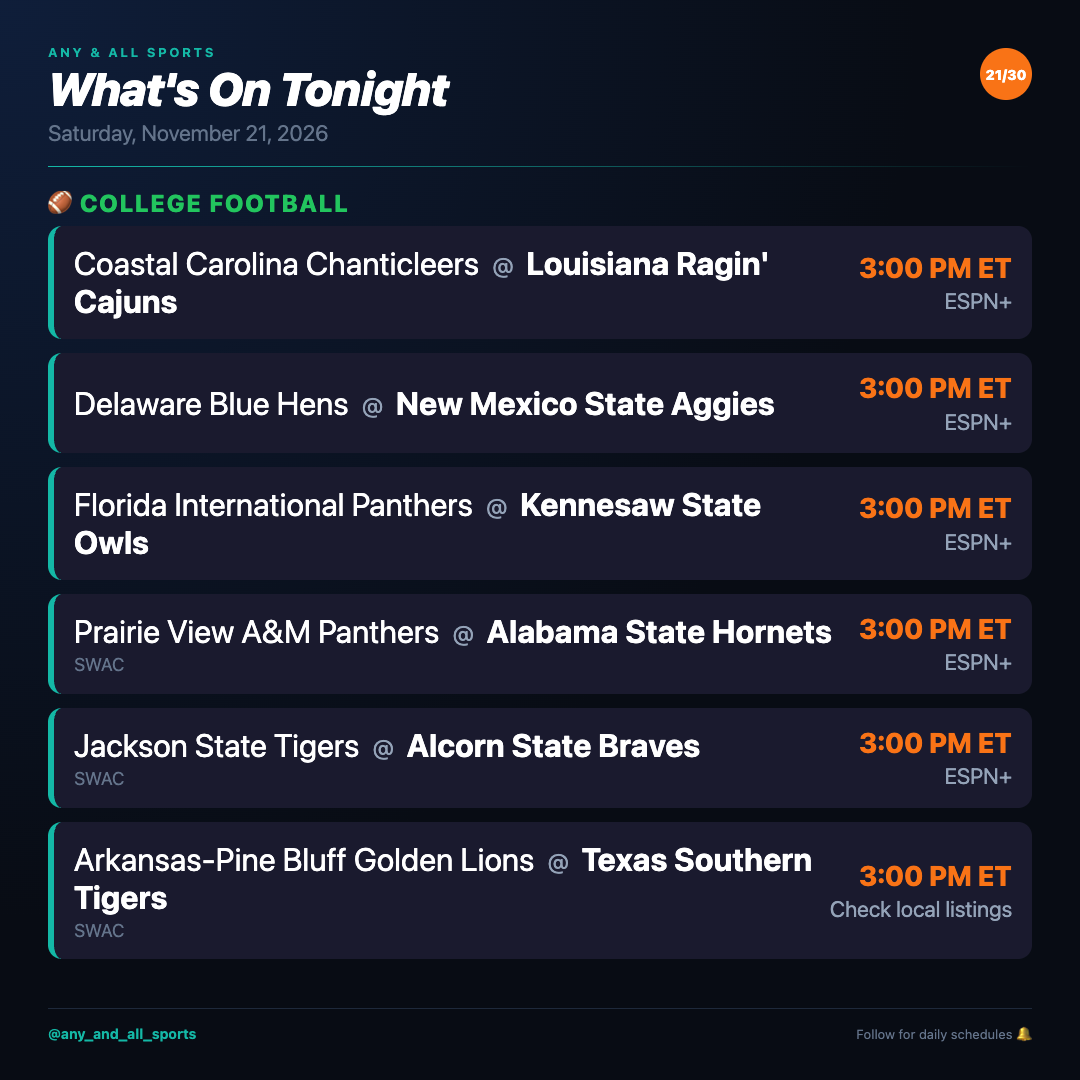 ANY & ALL SPORTS
What's On Tonight
21/30
Saturday, November 21, 2026
🏈 COLLEGE FOOTBALL
Coastal Carolina Chanticleers @ Louisiana Ragin'
Cajuns
3:00 PM ET
ESPN+
Delaware Blue Hens @ New Mexico State Aggies
3:00 PM ET
ESPN+
Florida International Panthers @ Kennesaw State
Owls
3:00 PM ET
ESPN+
Prairie View A&M Panthers @ Alabama State Hornets
SWAC
3:00 PM ET
ESPN+
Jackson State Tigers @ Alcorn State Braves
SWAC
3:00 PM ET
ESPN+
Arkansas-Pine Bluff Golden Lions @ Texas Southern
Tigers
SWAC
3:00 PM ET
Check local listings
@any_and_all_sports
Follow for daily schedules 🔔